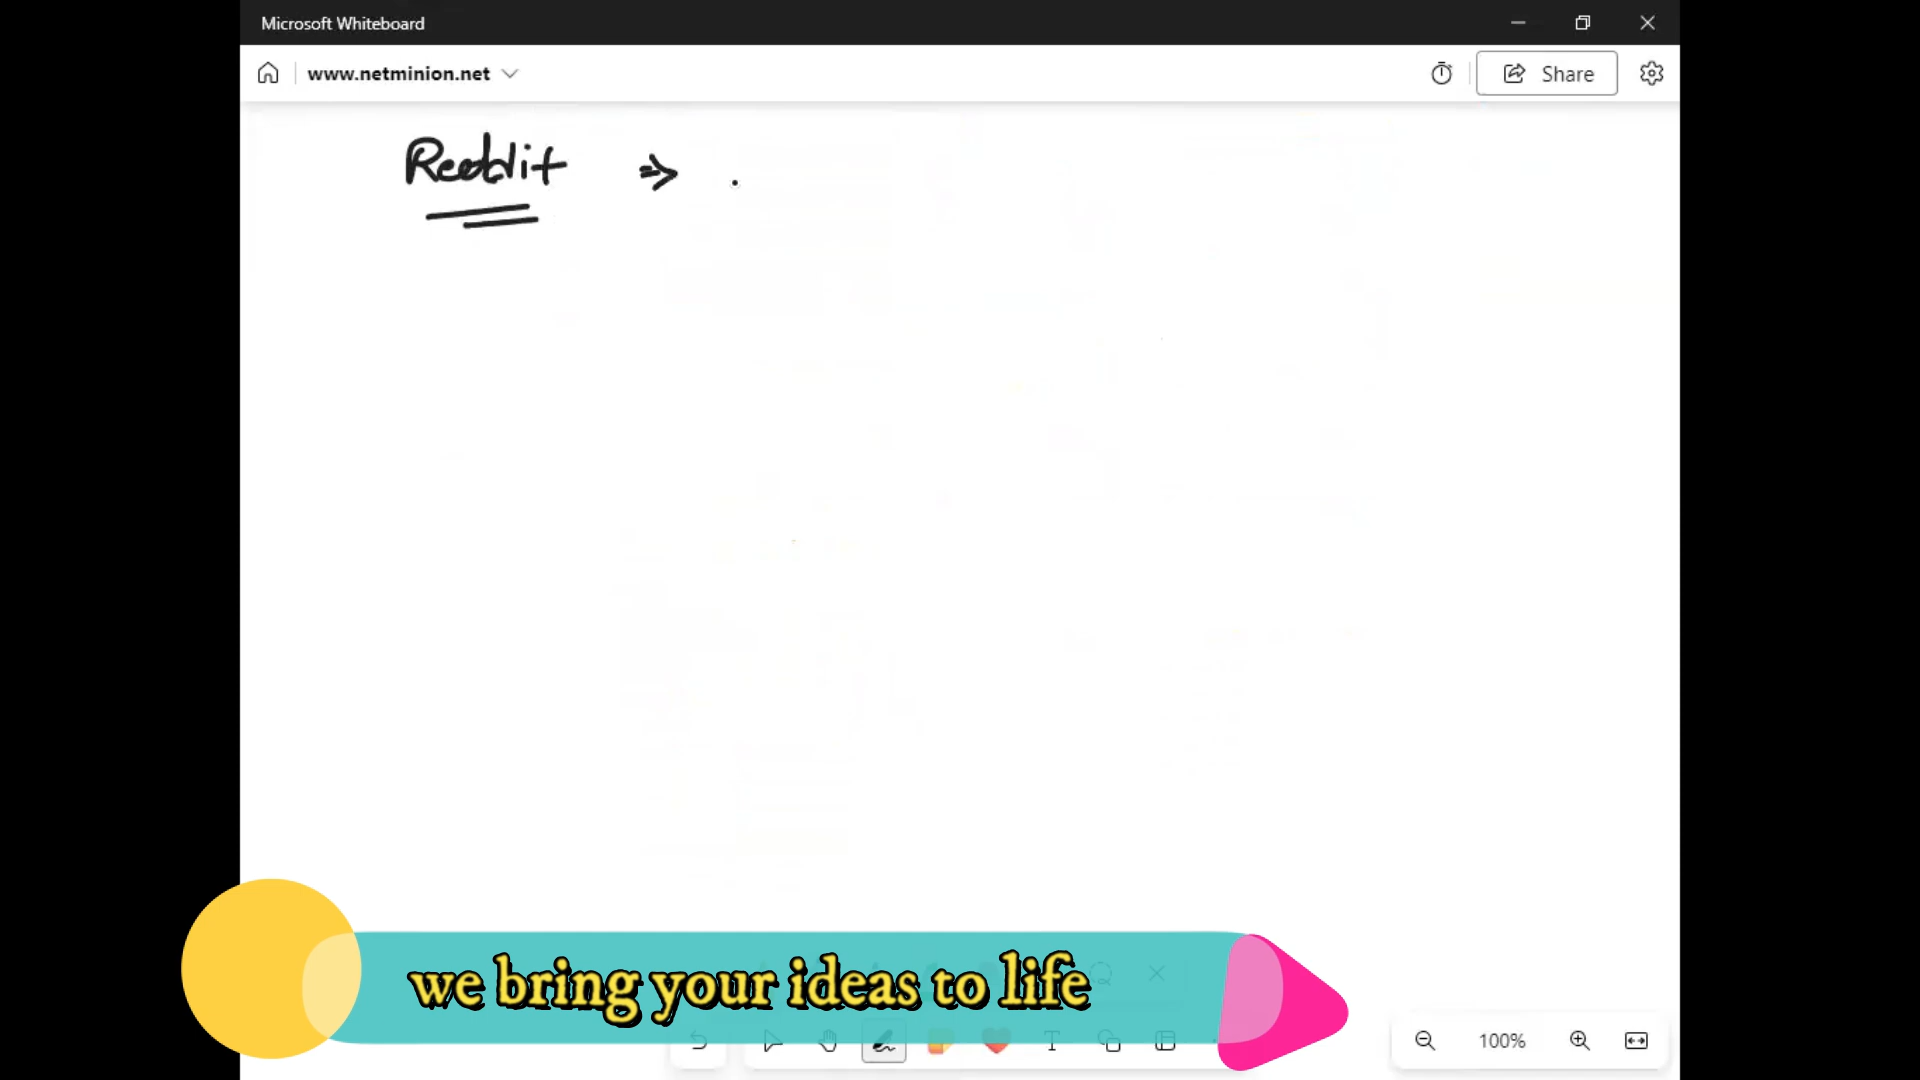 Microsoft Whiteboard
www.netminion.net
Share
Reddit ⇒ .
we bring your ideas to life
100%